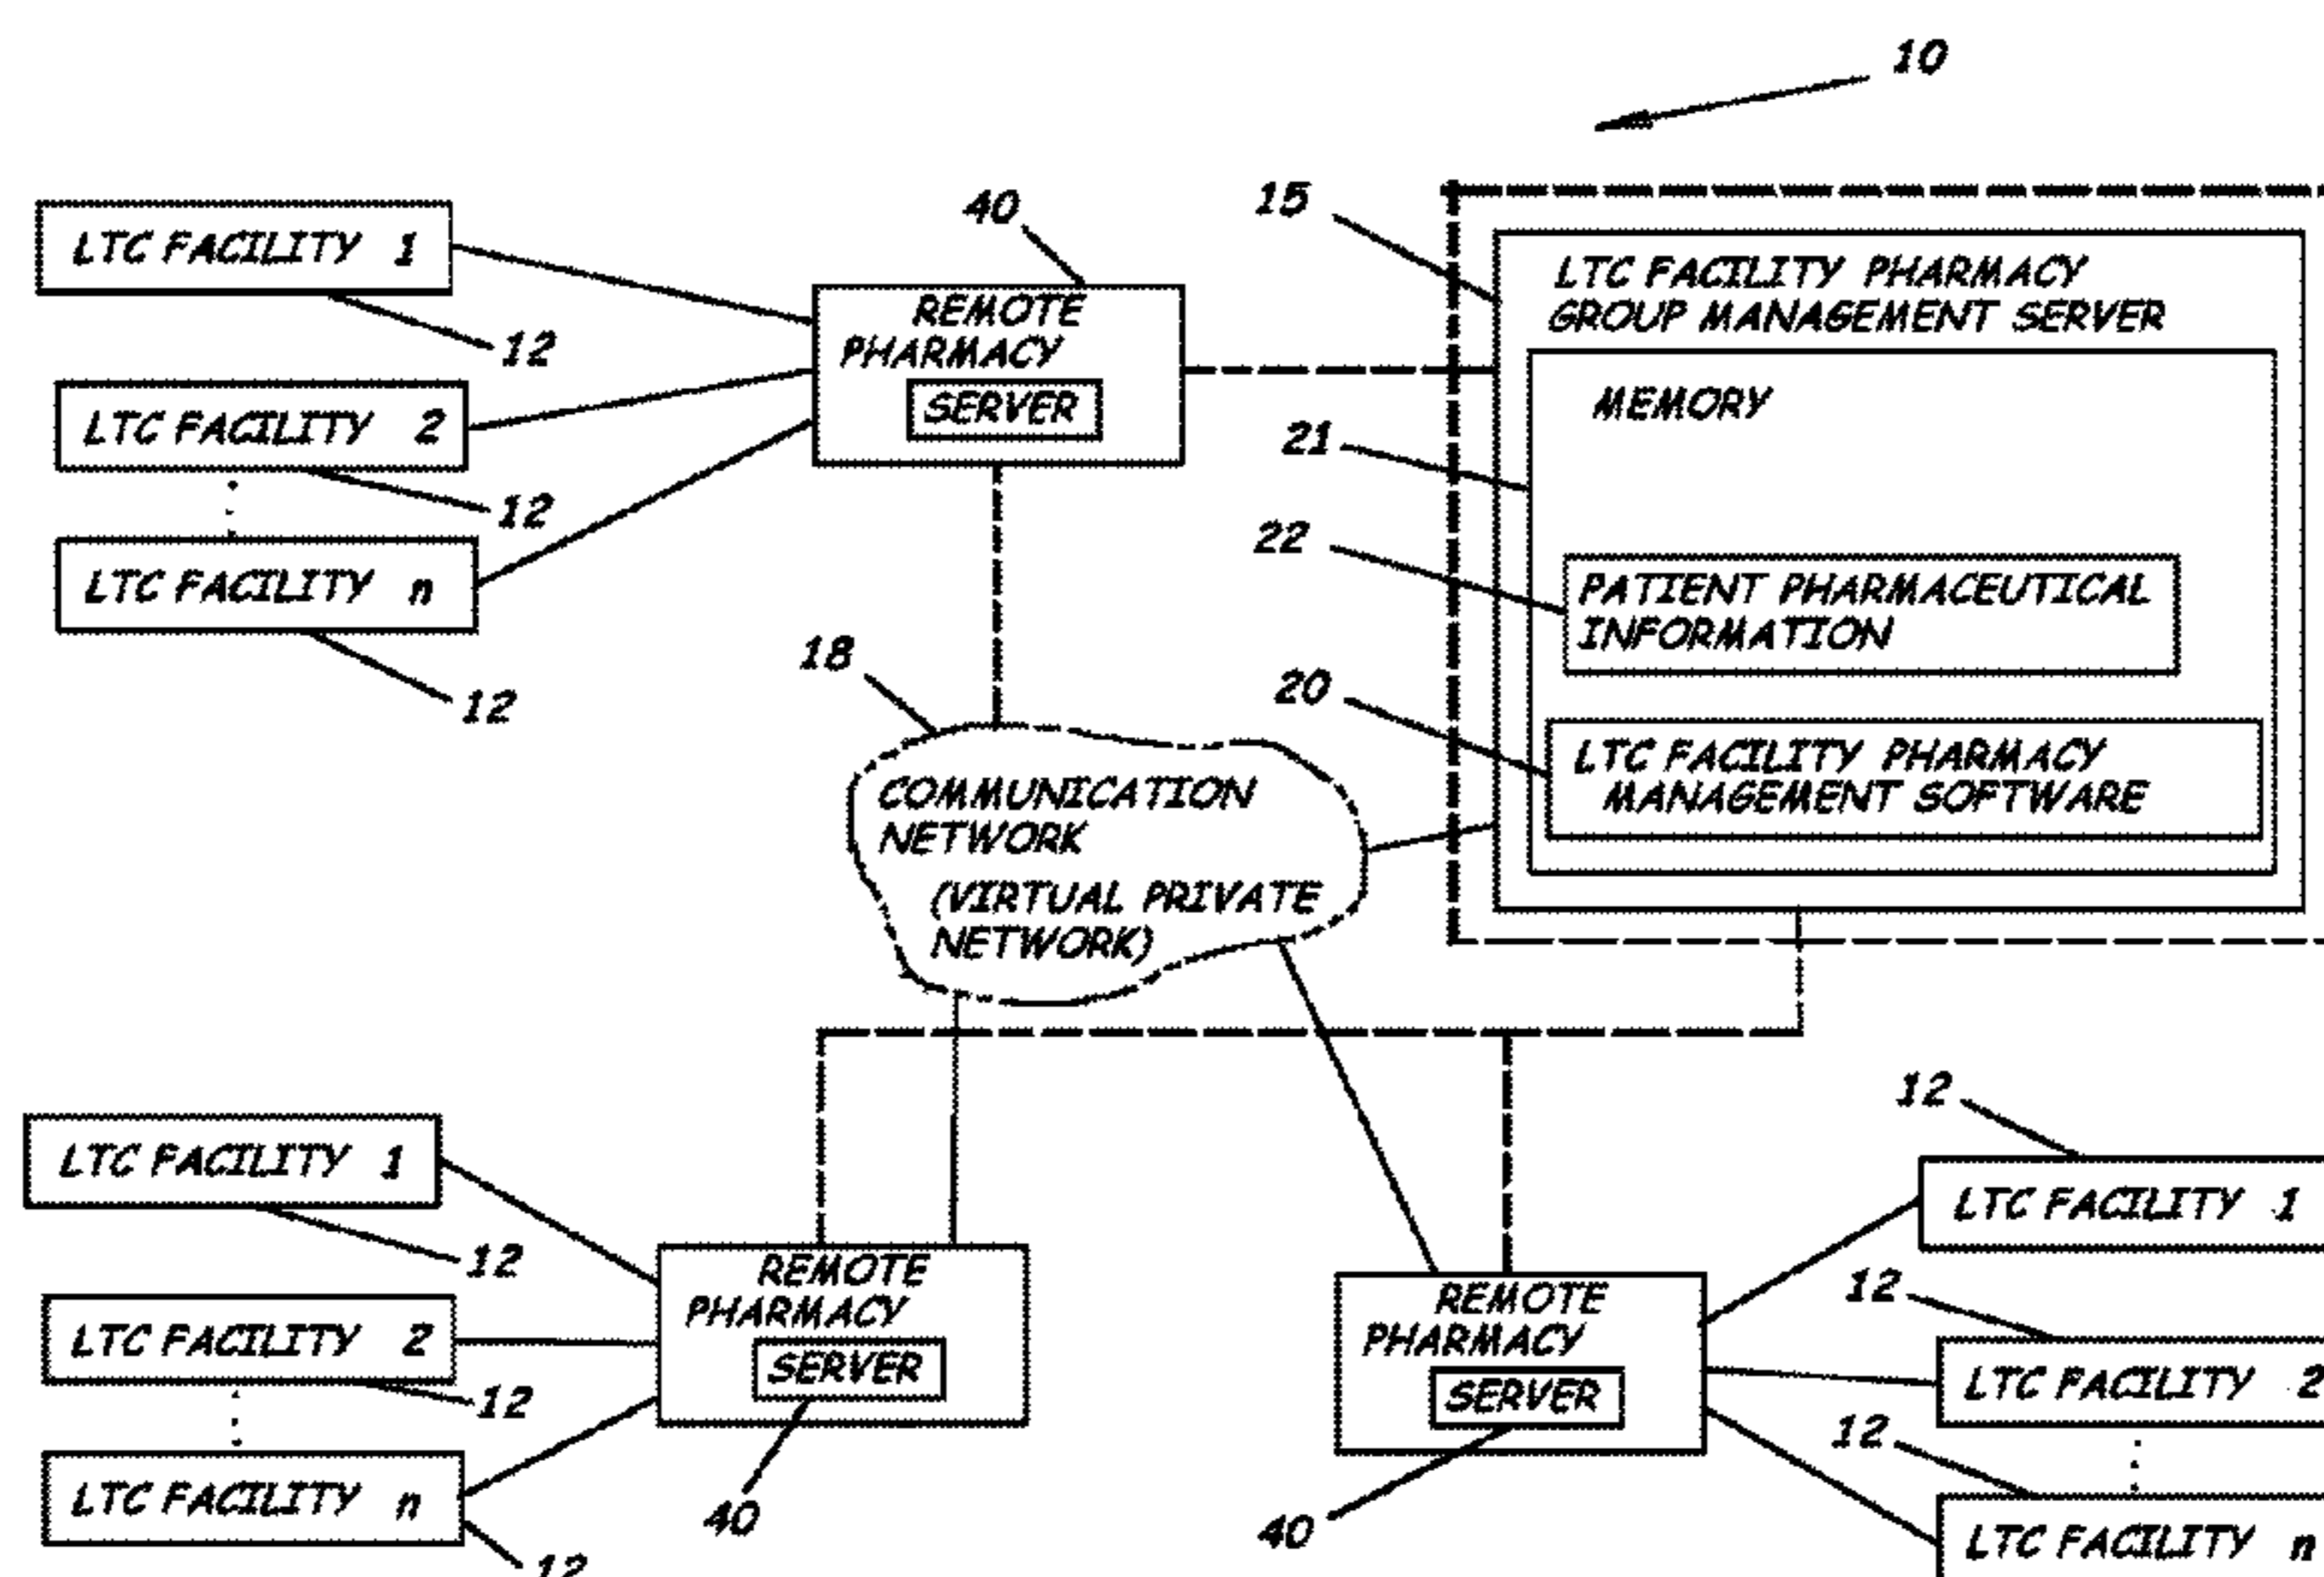 10
LTC FACILITY 1
12
LTC FACILITY 2
12
LTC FACILITY n
12
40
REMOTE
PHARMACY
SERVER
15
LTC FACILITY PHARMACY
GROUP MANAGEMENT SERVER
21
MEMORY
22
PATIENT PHARMACEUTICAL
INFORMATION
20
LTC FACILITY PHARMACY
MANAGEMENT SOFTWARE
18
COMMUNICATION
NETWORK
(VIRTUAL PRIVATE
NETWORK)
LTC FACILITY 1
12
LTC FACILITY 2
12
LTC FACILITY n
12
REMOTE
PHARMACY
SERVER
40
REMOTE
PHARMACY
SERVER
40
12
LTC FACILITY 1
12
LTC FACILITY 2
12
LTC FACILITY n